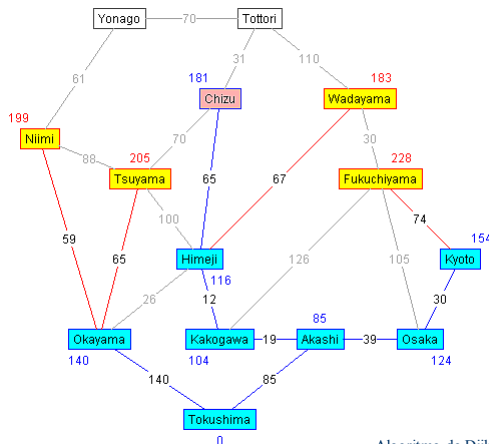 Yonago
70
Tottori
61
31
110
181
183
Chizu
Wadayama
199
Niimi
88
205
70
30
Tsuyama
228
Fukuchiyama
65
67
59
65
100
74
154
Himeji
116
126
105
Kyoto
26
12
30
85
Okayama
Kakogawa
19
Akashi
39
Osaka
140
104
124
140
85
Tokushima
0